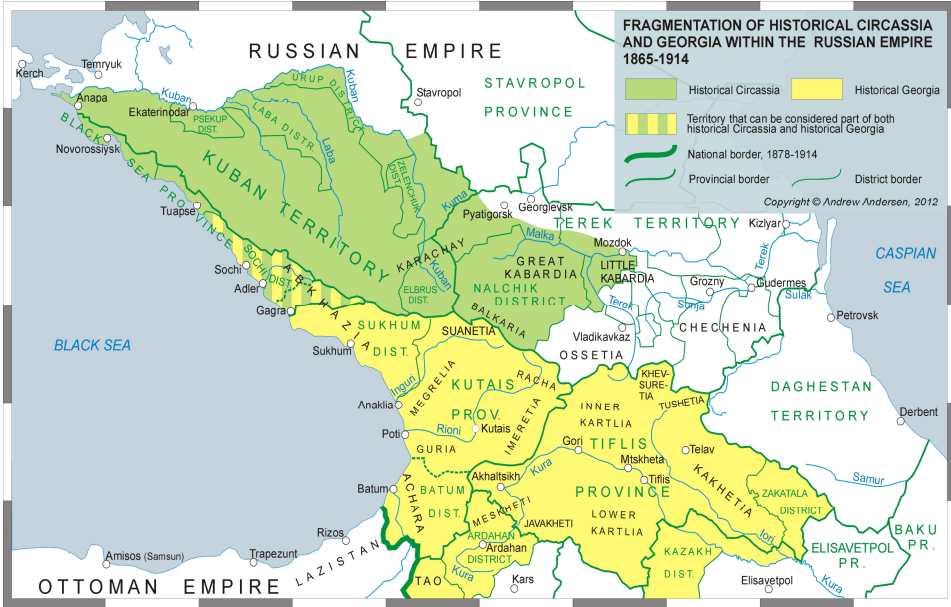 FRAGMENTATION OF HISTORICAL CIRCASSIA
AND GEORGIA WITHIN THE RUSSIAN EMPIRE
1865-1914
Historical Circassia
Historical Georgia
Territory that can be considered part of both
historical Circassia and historical Georgia
National border, 1878-1914
Provincial border
District border
Copyright © Andrew Andersen, 2012
RUSSIAN EMPIRE
STAVROPOL
PROVINCE
Kerch
Temryuk
Anapa
Kuban
Ekaterinodar
PSEKUP
DIST.
URUP DISTRICT
Kuban
Stavropol
LABA DISTR.
Laba
Novorossiysk
BLACK SEA PROVINCE
KUBAN TERRITORY
ZELENCHUK
DIST.
Kuma
Tuapse
Pyatigorsk
Georgievsk
TEREK TERRITORY
Kizlyar
Malka
Mozdok
Terek
CASPIAN
SEA
KARACHAY
Kuban
GREAT
KABARDIA
LITTLE
KABARDIA
NALCHIK
DISTRICT
ELBRUS
DIST.
BALKARIA
Grozny
Gudermes
Sulak
Terek
Sunja
Petrovsk
Sochi
SOCHI DIST.
Adler
Gagra
ABKHAZIA
SUKHUM
DIST.
Sukhum
SUANETIA
Vladikavkaz
OSSETIA
CHECHENIA
BLACK SEA
Inguri
MEGRELIA
KUTAIS
PROV.
RACHA
IMERETIA
KHEV-
SURE-
TIA
TUSHETIA
DAGHESTAN
TERRITORY
Derbent
Anaklia
Poti
Rioni
Kutais
GURIA
INNER
KARTLIA
Gori
TIFLIS
PROVINCE
Mtskheta
Tiflis
Telav
KAKHETIA
Samur
Batum
ACHARA
BATUM
DIST.
Akhaltsikh
Kura
MESKHETI
JAVAKHETI
LOWER
KARTLIA
ZAKATALA
DISTRICT
Iori
ARDAHAN
DISTRICT
Ardahan
Kura
TAO
Kars
KAZAKH
DIST.
Elisavetpol
Kura
ELISAVETPOL
PR.
BAKU
PR.
Rizos
LAZISTAN
Amisos (Samsun)
Trapezunt
OTTOMAN EMPIRE